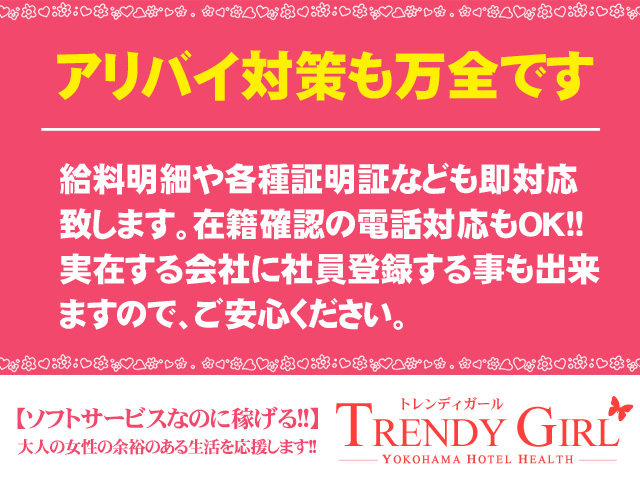 アリバイ対策も万全です
給料明細や各種証明証なども即対応
致します。在籍確認の電話対応もOK!!
実在する会社に社員登録する事も出来
ますので、ご安心ください。
【ソフトサービスなのに稼げる!!】
大人の女性の余裕のある生活を応援します!!
トレンディガール
TRENDY GIRL
YOKOHAMA HOTEL HEALTH